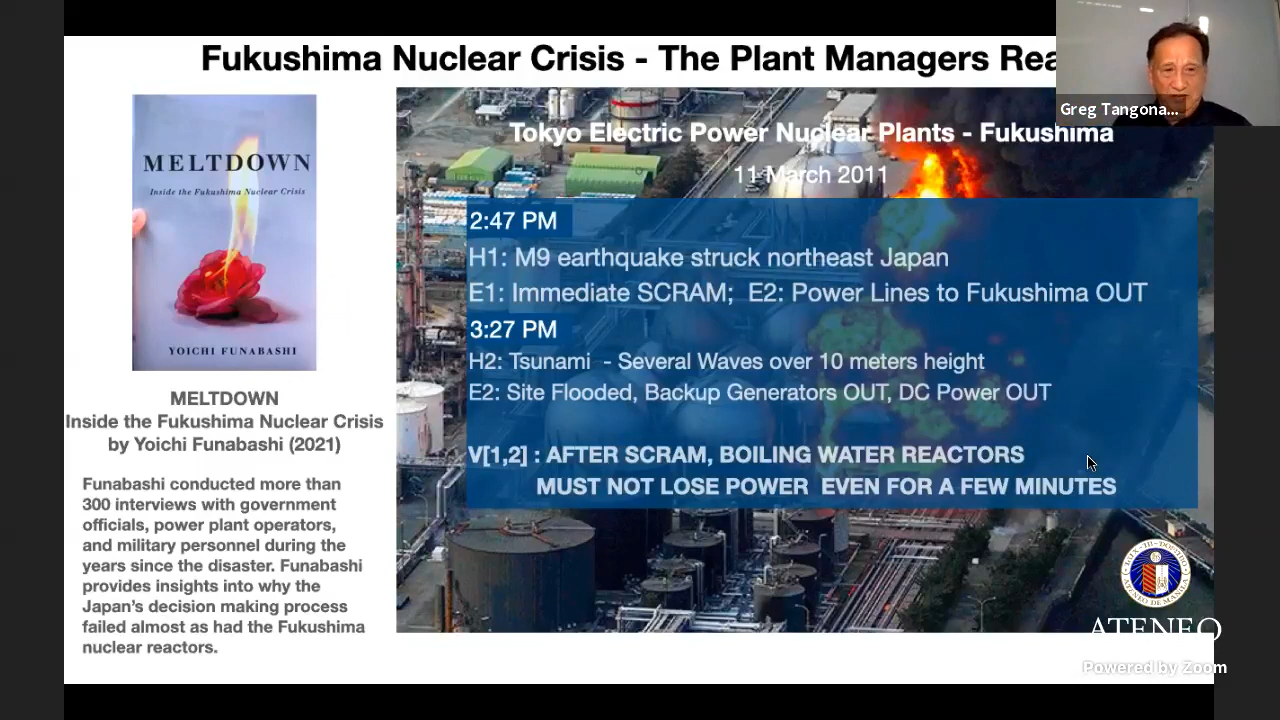 Fukushima Nuclear Crisis - The Plant Managers Rea
Greg Tangona...
MELTDOWN
Inside the Fukushima Nuclear Crisis
YOICHI FUNABASHI
MELTDOWN
Inside the Fukushima Nuclear Crisis
by Yoichi Funabashi (2021)
Funabashi conducted more than
300 interviews with government
officials, power plant operators,
and military personnel during the
years since the disaster. Funabashi
provides insights into why the
Japan's decision making process
failed almost as had the Fukushima
nuclear reactors.
Tokyo Electric Power Nuclear Plants - Fukushima
11 March 2011
2:47 PM
H1: M9 earthquake struck northeast Japan
E1: Immediate SCRAM; E2: Power Lines to Fukushima OUT
3:27 PM
H2: Tsunami - Several Waves over 10 meters height
E2: Site Flooded, Backup Generators OUT, DC Power OUT
V[1,2] : AFTER SCRAM, BOILING WATER REACTORS
MUST NOT LOSE POWER EVEN FOR A FEW MINUTES
ATENEO
Powered by Zoom